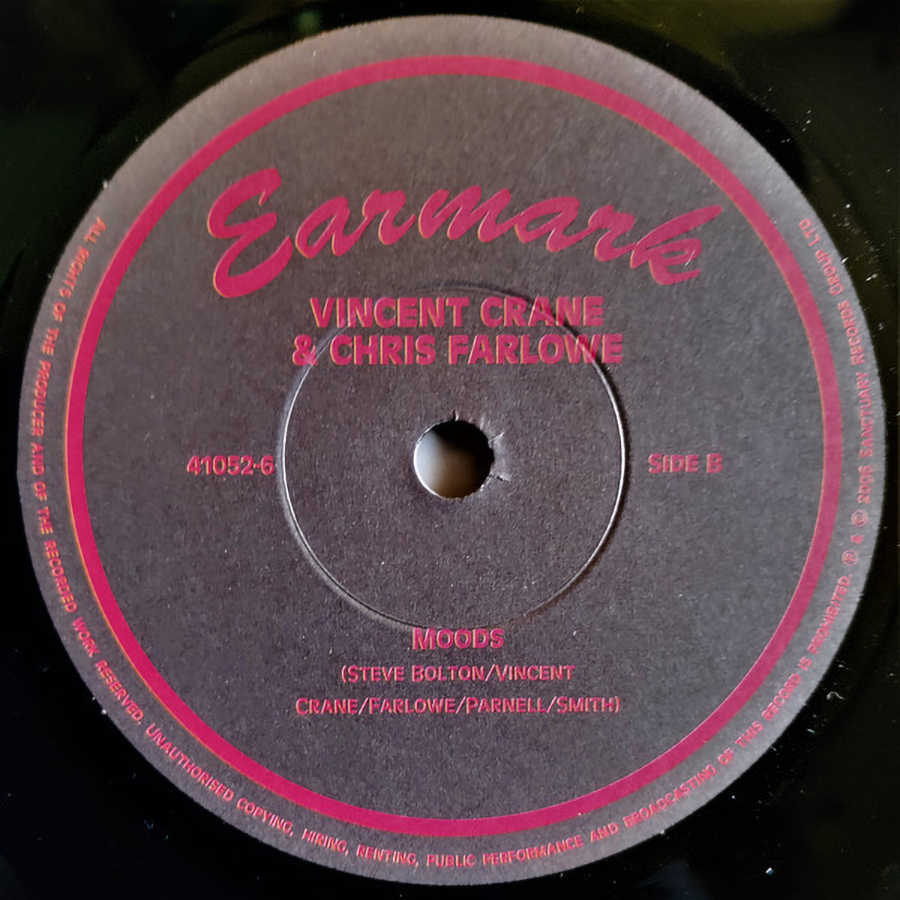 Earmark
VINCENT CRANE
& CHRIS FARLOWE
41052-6
SIDE B
MOODS
(STEVE BOLTON/VINCENT
CRANE/FARLOWE/PARNELL/SMITH)
ALL RIGHTS OF THE PRODUCER AND OF THE RECORDED WORK RESERVED. UNAUTHORISED COPYING, HIRING, RENTING, PUBLIC PERFORMANCE AND BROADCASTING OF THIS RECORD IS PROHIBITED. ℗ & © 2006 SANCTUARY RECORDS GROUP LTD